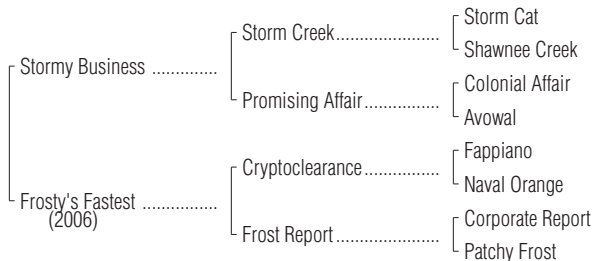 Storm Cat
Storm Creek..................
Shawnee Creek
Stormy Business .............
Colonial Affair
Promising Affair.................
Avowal
Fappiano
Cryptoclearance.................
Naval Orange
Frosty's Fastest ...............
(2006)
Corporate Report
Frost Report.....................
Patchy Frost